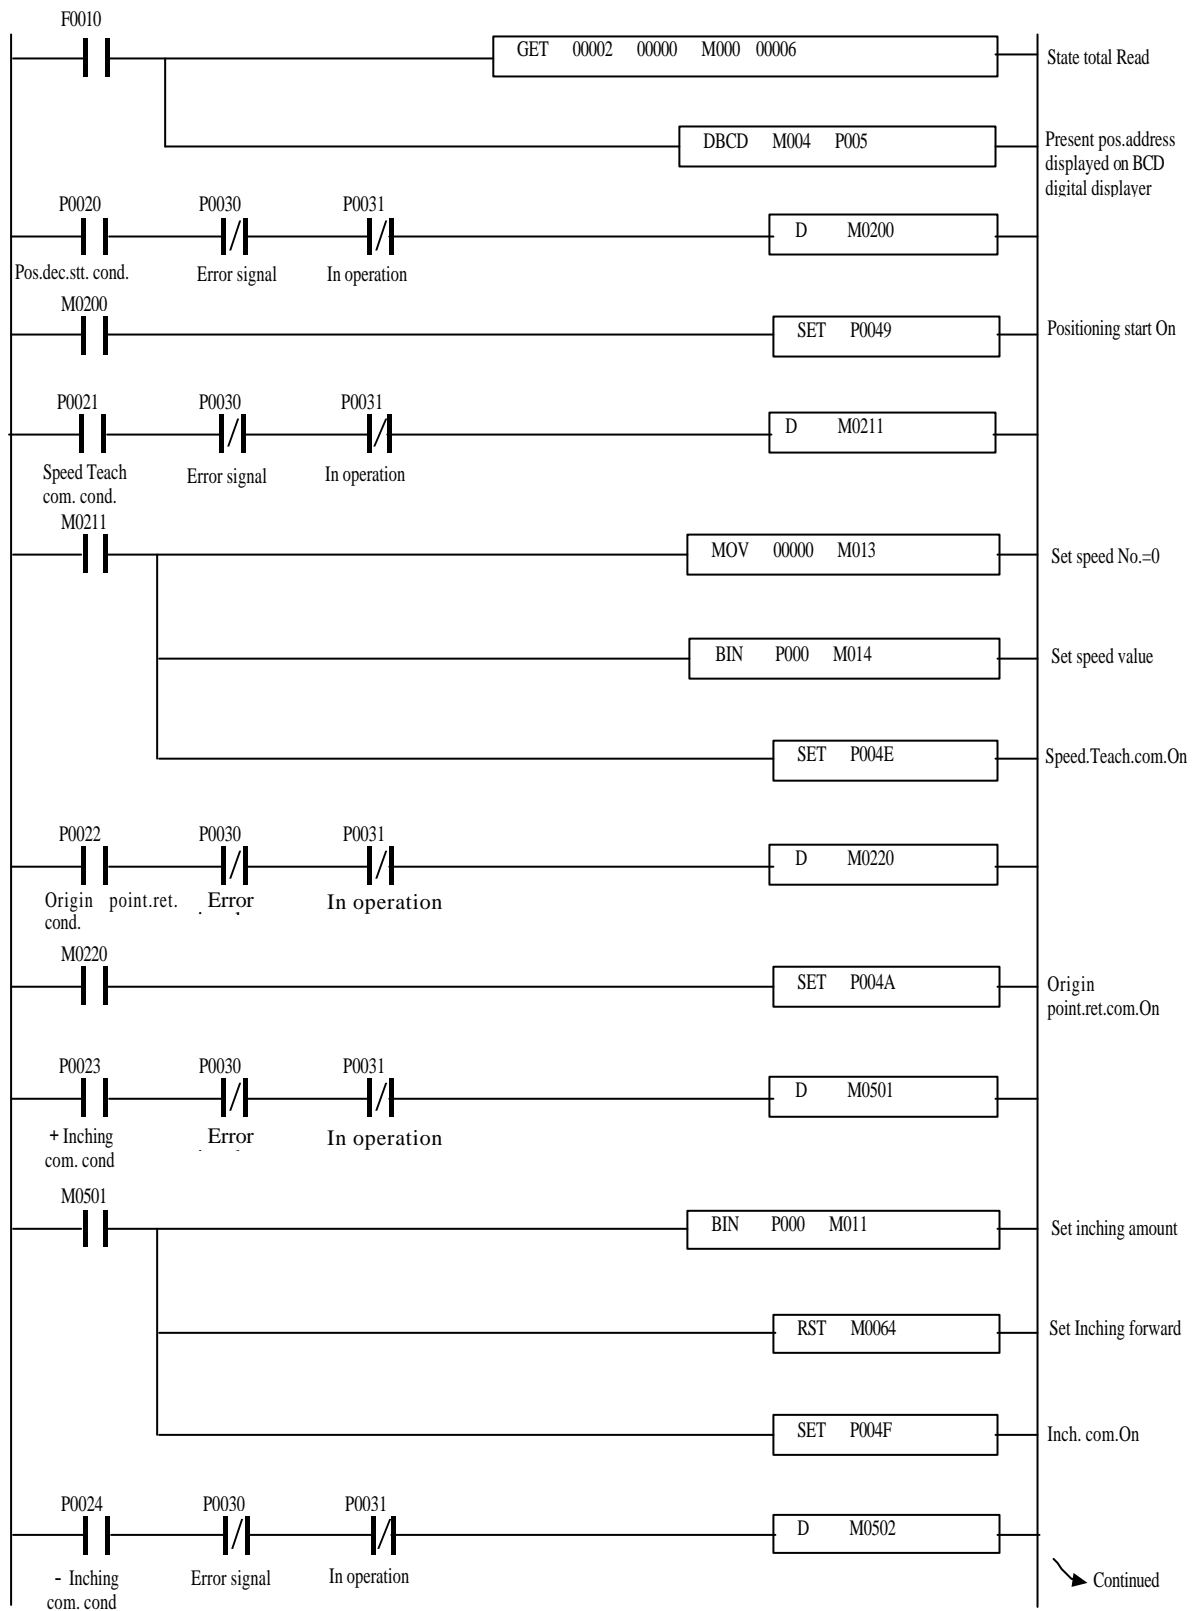 F0010
GET 00002 00000 M000 00006
State total Read
DBCD M004 P005
Present pos.address
displayed on BCD
digital displayer
P0020 P0030 P0031
D M0200
Pos.dec.stt. cond. Error signal In operation
M0200
SET P0049
Positioning start On
P0021 P0030 P0031
D M0211
Speed Teach
com. cond.
Error signal In operation
M0211
MOV 00000 M013
Set speed No.=0
BIN P000 M014
Set speed value
SET P004E
Speed.Teach.com.On
P0022 P0030 P0031
D M0220
Origin point.ret.
cond.
Error
In operation
M0220
SET P004A
Origin
point.ret.com.On
P0023 P0030 P0031
D M0501
+ Inching
com. cond
Error
In operation
M0501
BIN P000 M011
Set inching amount
RST M0064
Set Inching forward
SET P004F
Inch. com.On
P0024 P0030 P0031
D M0502
- Inching
com. cond
Error signal In operation
Continued